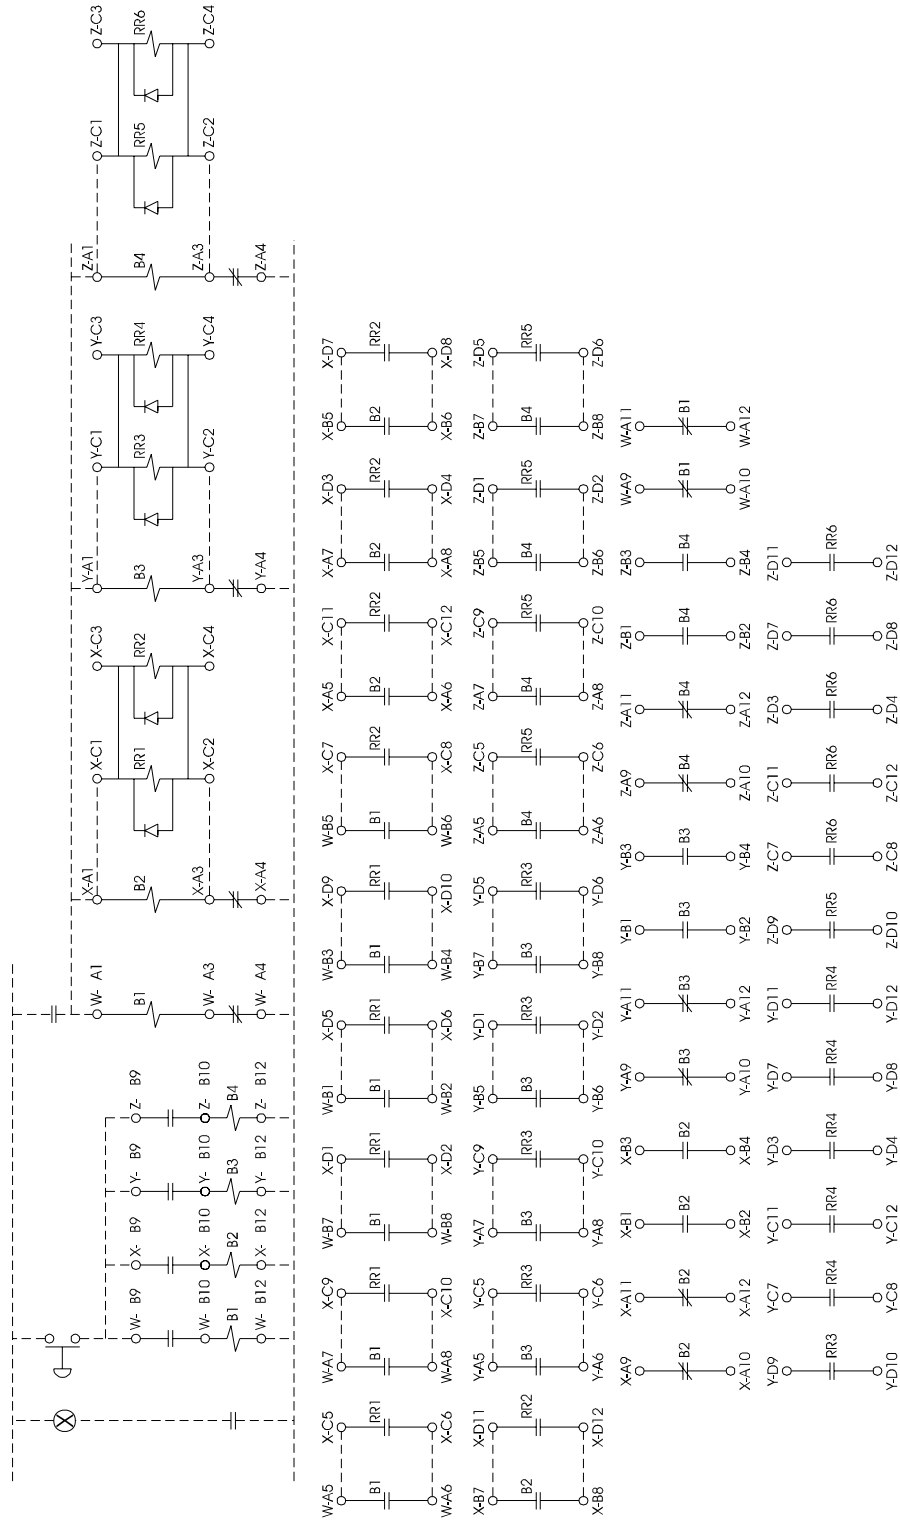 W- A1 X-A1 X-C1 X-C3 Y-A1 Y-C1 Y-C3 Z-A1 Z-C1 Z-C3
W- B9 X- B9 Y- B9 Z- B9 B1 B2 RR1 RR2 B3 RR3 RR4 B4 RR5 RR6
W- B10 X- B10 Y- B10 Z- B10 W- A3 X-A3 X-C2 X-C4 Y-A3 Y-C2 Y-C4 Z-A3 Z-C2 Z-C4
B1 B2 B3 B4
W- B12 X- B12 Y- B12 Z- B12 W- A4 X-A4 Y-A4 Z-A4
W-A5 X-C5 W-A7 X-C9 W-B7 X-D1 W-B1 X-D5 W-B3 X-D9 W-B5 X-C7 X-A5 X-C11 X-A7 X-D3 X-B5 X-D7
B1 RR1 B1 RR1 B1 RR1 B1 RR1 B1 RR1 B1 RR2 B2 RR2 B2 RR2 B2 RR2
W-A6 X-C6 W-A8 X-C10 W-B8 X-D2 W-B2 X-D6 W-B4 X-D10 W-B6 X-C8 X-A6 X-C12 X-A8 X-D4 X-B6 X-D8
X-B7 X-D11 Y-A5 Y-C5 Y-A7 Y-C9 Y-B5 Y-D1 Y-B7 Y-D5 Z-A5 Z-C5 Z-A7 Z-C9 Z-B5 Z-D1 Z-B7 Z-D5
B2 RR2 B3 RR3 B3 RR3 B3 RR3 B3 RR3 B4 RR5 B4 RR5 B4 RR5 B4 RR5
X-B8 X-D12 Y-A6 Y-C6 Y-A8 Y-C10 Y-B6 Y-D2 Y-B8 Y-D6 Z-A6 Z-C6 Z-A8 Z-C10 Z-B6 Z-D2 Z-B8 Z-D6
X-A9 X-A11 X-B1 X-B3 Y-A9 Y-A11 Y-B1 Y-B3 Z-A9 Z-A11 Z-B1 Z-B3 W-A9 W-A11
B2 B2 B2 B2 B3 B3 B3 B3 B4 B4 B4 B4 B1 B1
X-A10 X-A12 X-B2 X-B4 Y-A10 Y-A12 Y-B2 Y-B4 Z-A10 Z-A12 Z-B2 Z-B4 W-A10 W-A12
Y-D9 Y-C7 Y-C11 Y-D3 Y-D7 Y-D11 Z-D9 Z-C7 Z-C11 Z-D3 Z-D7 Z-D11
RR3 RR4 RR4 RR4 RR4 RR4 RR5 RR6 RR6 RR6 RR6 RR6
Y-D10 Y-C8 Y-C12 Y-D4 Y-D8 Y-D12 Z-D10 Z-C8 Z-C12 Z-D4 Z-D8 Z-D12